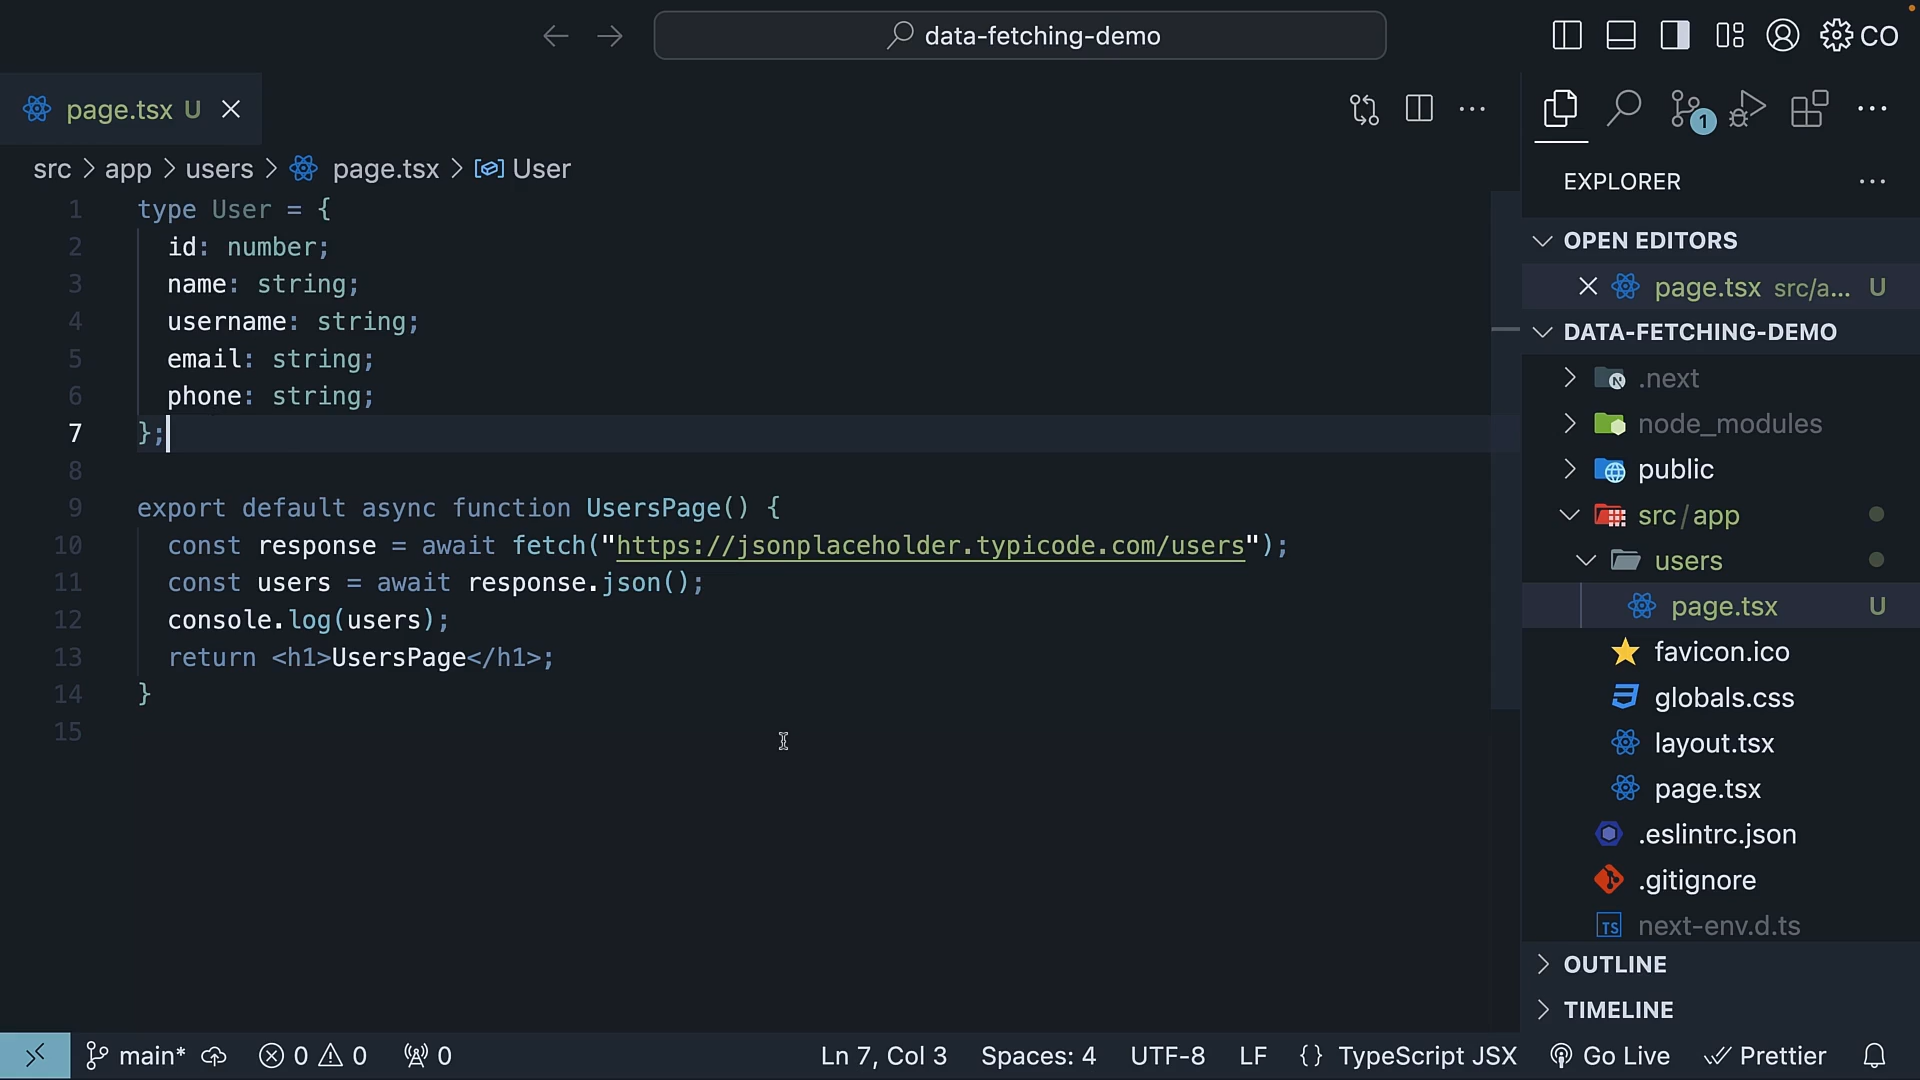 data-fetching-demo
CO
page.tsx U
src > app > users > page.tsx > User
1 type User = {
2 id: number;
3 name: string;
4 username: string;
5 email: string;
6 phone: string;
7 };
8
9 export default async function UsersPage() {
10 const response = await fetch("https://jsonplaceholder.typicode.com/users");
11 const users = await response.json();
12 console.log(users);
13 return <h1>UsersPage</h1>;
14 }
15
1
EXPLORER
OPEN EDITORS
page.tsx src/a... U
DATA-FETCHING-DEMO
.next
node_modules
public
src/app
users
page.tsx U
favicon.ico
globals.css
layout.tsx
page.tsx
.eslintrc.json
.gitignore
TS next-env.d.ts
OUTLINE
TIMELINE
main* 0 0 0 Ln 7, Col 3 Spaces: 4 UTF-8 LF {} TypeScript JSX Go Live Prettier